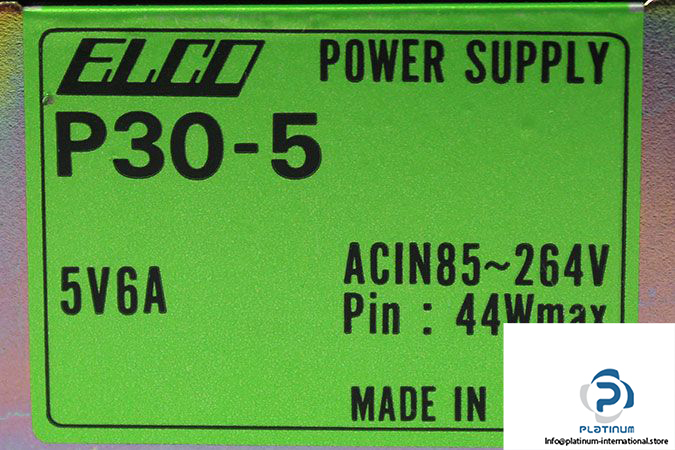 ELCO POWER SUPPLY
P30-5
5V6A
ACIN85~264V
Pin : 44Wmax
MADE IN
PLATINUM
Info@platinum-international.store